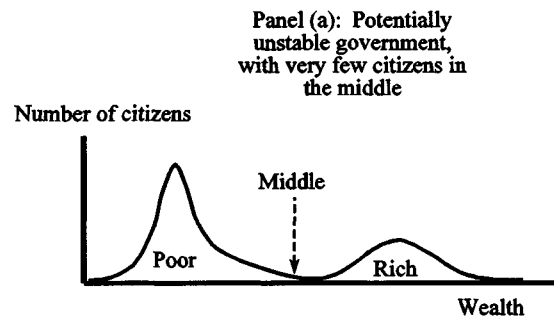 Panel (a): Potentially
unstable government,
with very few citizens in
the middle
Number of citizens
Middle
Poor
Rich
Wealth